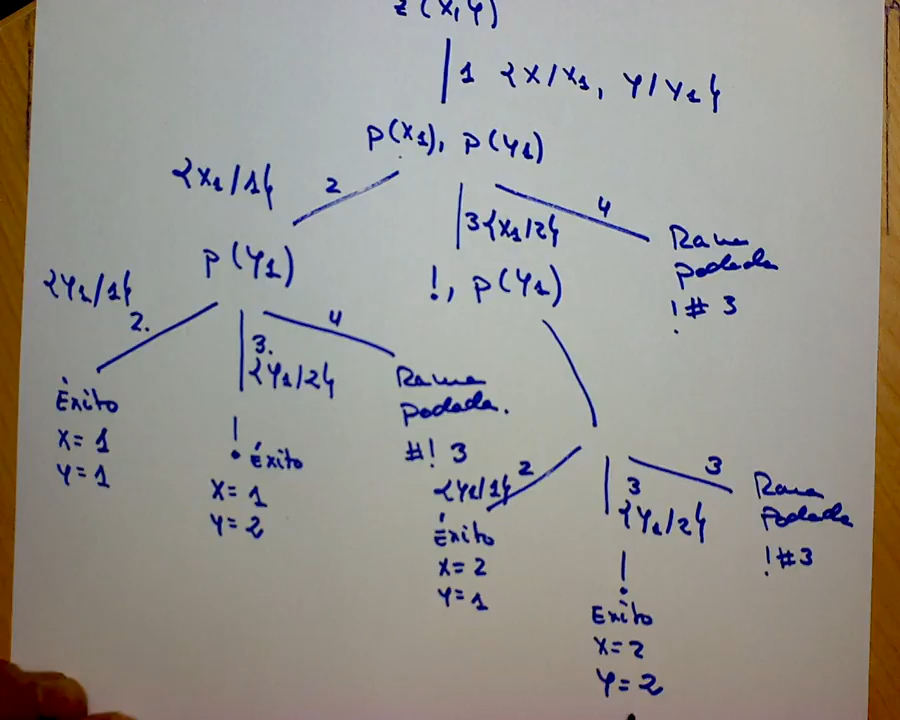 z(X,Y)
1 {X/X1, Y/Y1}
p(X1), p(Y1)
{X1/1}
2
3 {X1/2}
4
Rama
podada
!#3
p(Y1)
!, p(Y1)
{Y1/1}
2.
3.
{Y1/2}
4
Rama
podada.
#! 3
Éxito
X=1
Y=1
! Éxito
X=1
Y=2
{Y1/1}
2
Éxito
X=2
Y=1
3
{Y1/2}
!
Exito
X=2
Y=2
3
Rama
Podada
!#3